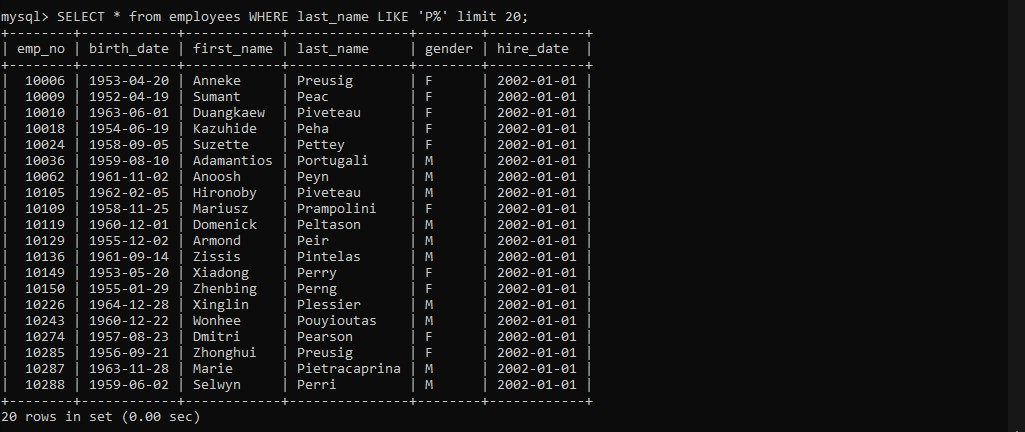 mysql> SELECT * from employees WHERE last_name LIKE 'P%' limit 20;
+--------+------------+------------+---------------+--------+------------+
| emp_no | birth_date | first_name | last_name     | gender | hire_date  |
+--------+------------+------------+---------------+--------+------------+
|  10006 | 1953-04-20 | Anneke     | Preusig       | F      | 2002-01-01 |
|  10009 | 1952-04-19 | Sumant     | Peac          | F      | 2002-01-01 |
|  10010 | 1963-06-01 | Duangkaew  | Piveteau      | F      | 2002-01-01 |
|  10018 | 1954-06-19 | Kazuhide   | Peha          | F      | 2002-01-01 |
|  10024 | 1958-09-05 | Suzette    | Pettey        | F      | 2002-01-01 |
|  10036 | 1959-08-10 | Adamantios | Portugali     | M      | 2002-01-01 |
|  10062 | 1961-11-02 | Anoosh     | Peyn          | M      | 2002-01-01 |
|  10105 | 1962-02-05 | Hironoby   | Piveteau      | M      | 2002-01-01 |
|  10109 | 1958-11-25 | Mariusz    | Prampolini    | F      | 2002-01-01 |
|  10119 | 1960-12-01 | Domenick   | Peltason      | M      | 2002-01-01 |
|  10129 | 1955-12-02 | Armond     | Peir          | M      | 2002-01-01 |
|  10136 | 1961-09-14 | Zissis     | Pintelas      | M      | 2002-01-01 |
|  10149 | 1953-05-20 | Xiadong    | Perry         | F      | 2002-01-01 |
|  10150 | 1955-01-29 | Zhenbing   | Perng         | F      | 2002-01-01 |
|  10226 | 1964-12-28 | Xinglin    | Plessier      | M      | 2002-01-01 |
|  10243 | 1960-12-22 | Wonhee     | Pouyioutas    | M      | 2002-01-01 |
|  10274 | 1957-08-23 | Dmitri     | Pearson       | F      | 2002-01-01 |
|  10285 | 1956-09-21 | Zhonghui   | Preusig       | F      | 2002-01-01 |
|  10287 | 1963-11-28 | Marie      | Pietracaprina | M      | 2002-01-01 |
|  10288 | 1959-06-02 | Selwyn     | Perri         | M      | 2002-01-01 |
+--------+------------+------------+---------------+--------+------------+
20 rows in set (0.00 sec)